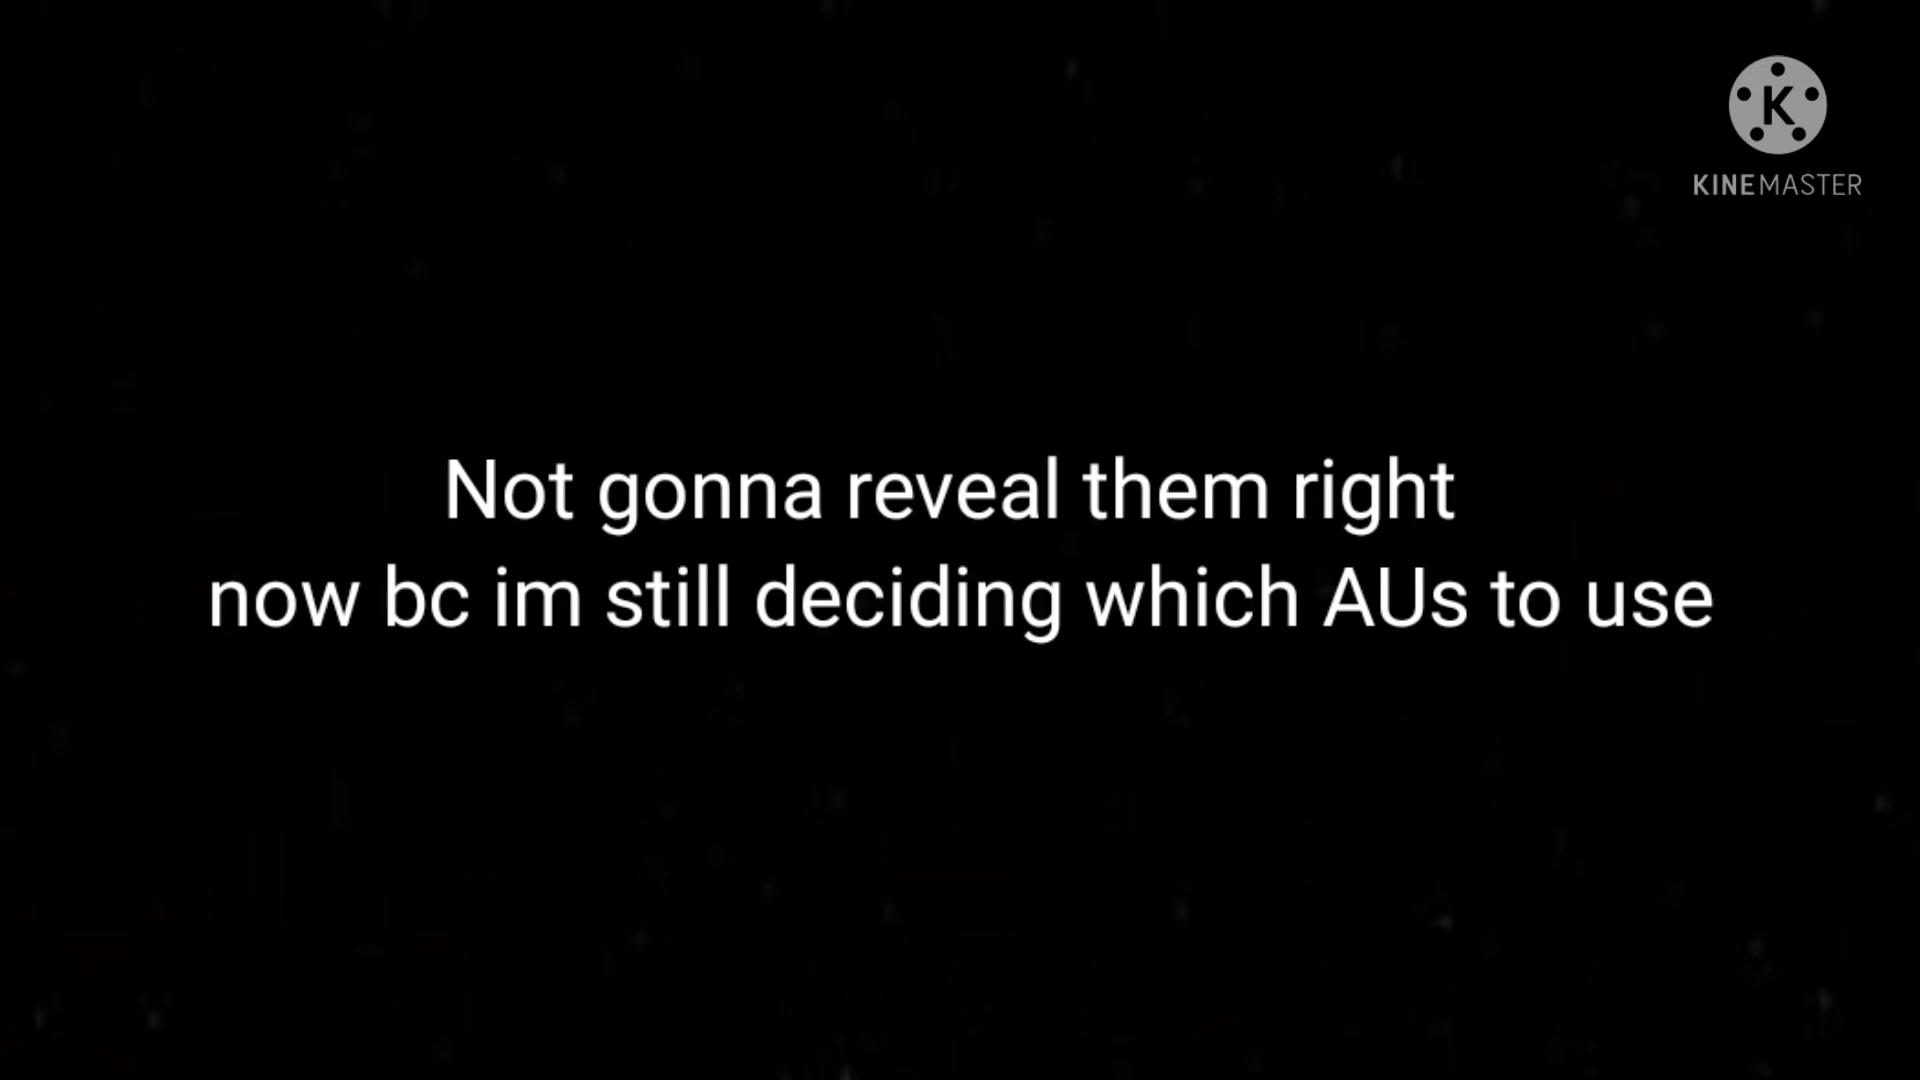 K
KINEMASTER
Not gonna reveal them right
now bc im still deciding which AUs to use